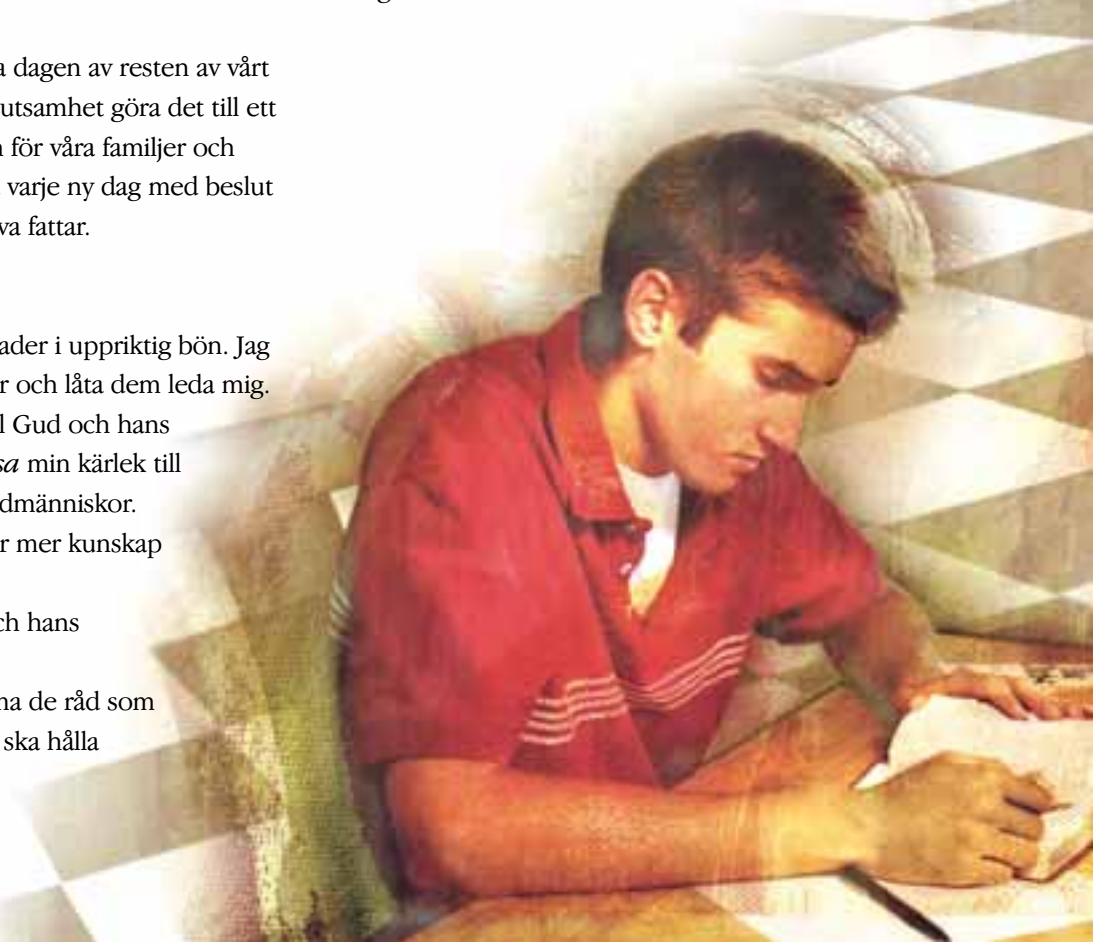 a dagen av resten av vårt
utsamhet göra det till ett
för våra familjer och
varje ny dag med beslut
va fattar.
ader i uppriktig bön. Jag
r och låta dem leda mig.
l Gud och hans
sa min kärlek till
dmänniskor.
r mer kunskap
ch hans
na de råd som
ska hålla